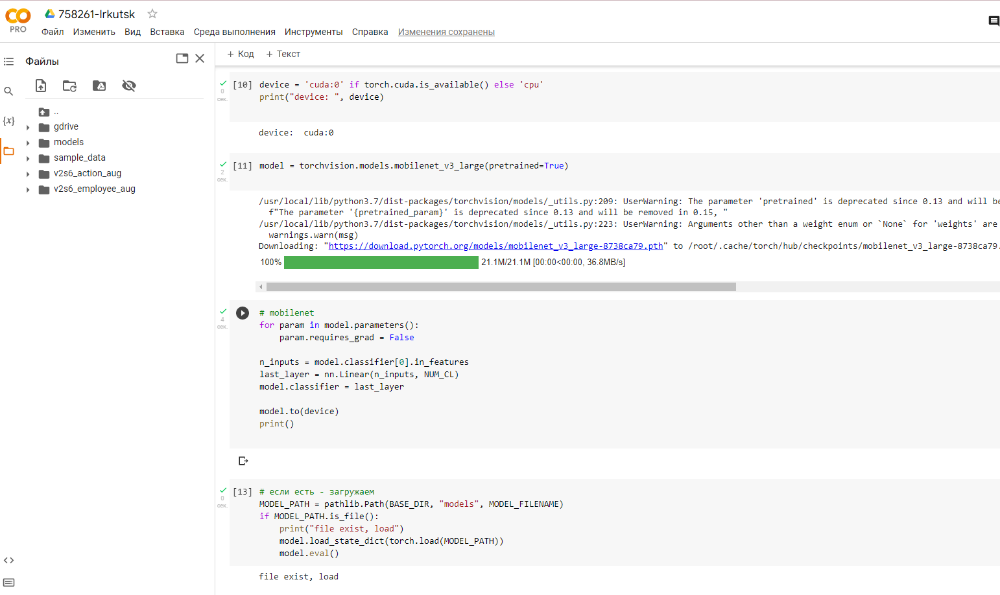 758261-Irkutsk
PRO
Файл Изменить Вид Вставка Среда выполнения Инструменты Справка Изменения сохранены
Файлы
..
gdrive
models
sample_data
v2s6_action_aug
v2s6_employee_aug
{x}
+ Код + Текст
0
сек.
[10] device = 'cuda:0' if torch.cuda.is_available() else 'cpu'
print("device: ", device)
device:  cuda:0
2
сек.
[11] model = torchvision.models.mobilenet_v3_large(pretrained=True)
/usr/local/lib/python3.7/dist-packages/torchvision/models/_utils.py:209: UserWarning: The parameter 'pretrained' is deprecated since 0.13 and will be
f"The parameter '{pretrained_param}' is deprecated since 0.13 and will be removed in 0.15, "
/usr/local/lib/python3.7/dist-packages/torchvision/models/_utils.py:223: UserWarning: Arguments other than a weight enum or `None` for 'weights' are
warnings.warn(msg)
Downloading: "https://download.pytorch.org/models/mobilenet_v3_large-8738ca79.pth" to /root/.cache/torch/hub/checkpoints/mobilenet_v3_large-8738ca79.
100% 21.1M/21.1M [00:00<00:00, 36.8MB/s]
4
сек.
# mobilenet
for param in model.parameters():
param.requires_grad = False
n_inputs = model.classifier[0].in_features
last_layer = nn.Linear(n_inputs, NUM_CL)
model.classifier = last_layer
model.to(device)
print()
0
сек.
[13] # если есть - загружаем
MODEL_PATH = pathlib.Path(BASE_DIR, "models", MODEL_FILENAME)
if MODEL_PATH.is_file():
print("file exist, load")
model.load_state_dict(torch.load(MODEL_PATH))
model.eval()
file exist, load